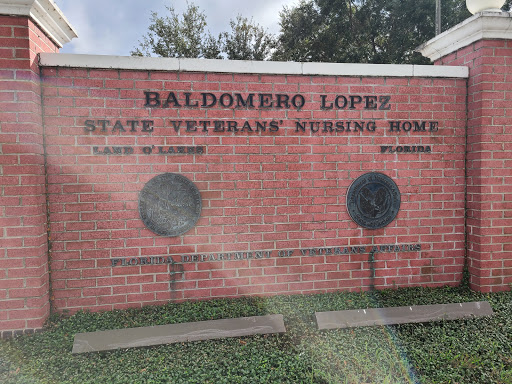 BALDOMERO LOPEZ
STATE VETERANS' NURSING HOME
LAND O'LAKES FLORIDA
FLORIDA DEPARTMENT OF VETERANS' AFFAIRS